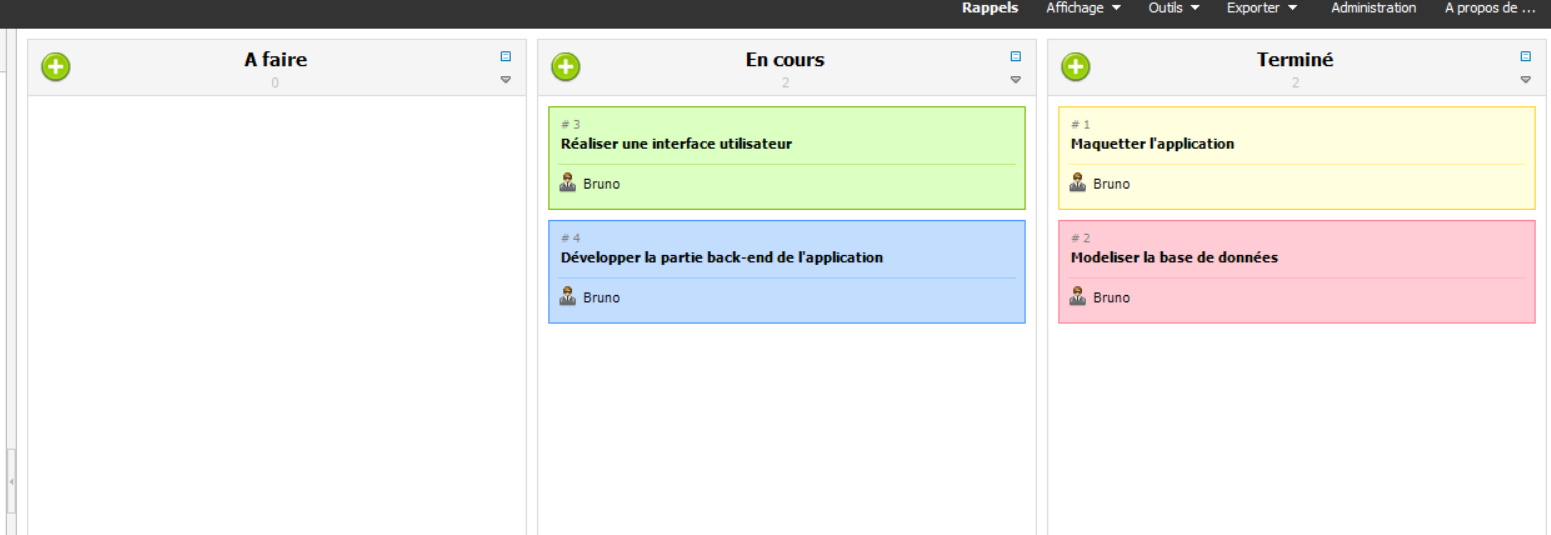 Rappels Affichage Outils Exporter Administration A propos de ...
A faire
0
En cours
2
# 3
Réaliser une interface utilisateur
Bruno
# 4
Développer la partie back-end de l'application
Bruno
Terminé
2
# 1
Maquetter l'application
Bruno
# 2
Modeliser la base de données
Bruno